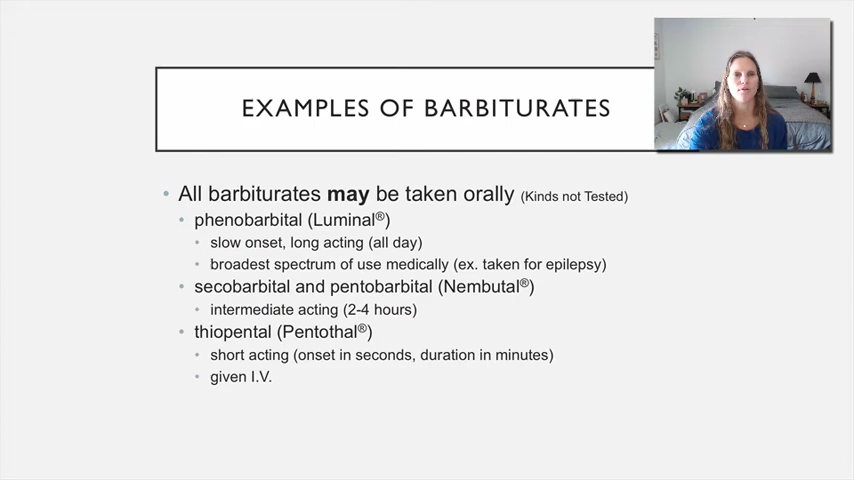 EXAMPLES OF BARBITURATES
• All barbiturates may be taken orally (Kinds not Tested)
• phenobarbital (Luminal®)
• slow onset, long acting (all day)
• broadest spectrum of use medically (ex. taken for epilepsy)
• secobarbital and pentobarbital (Nembutal®)
• intermediate acting (2-4 hours)
• thiopental (Pentothal®)
• short acting (onset in seconds, duration in minutes)
• given I.V.